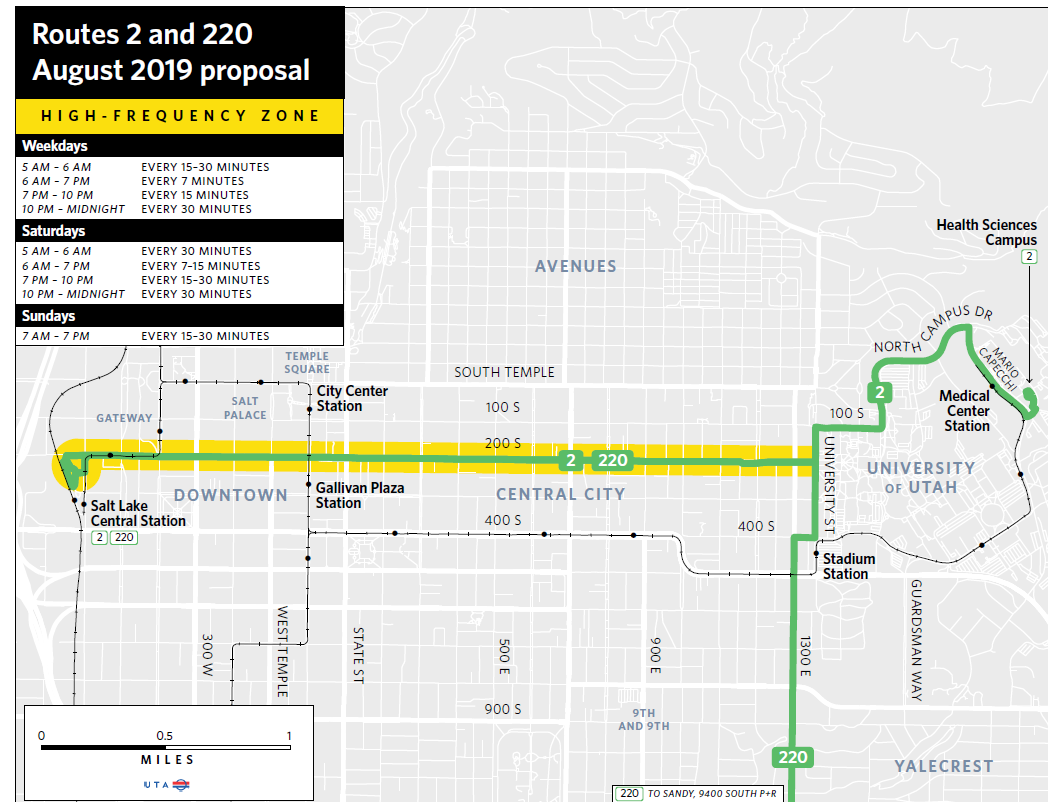 Routes 2 and 220
August 2019 proposal
HIGH-FREQUENCY ZONE
Weekdays
5 AM – 6 AM EVERY 15–30 MINUTES
6 AM – 7 PM EVERY 7 MINUTES
7 PM – 10 PM EVERY 15 MINUTES
10 PM – MIDNIGHT EVERY 30 MINUTES
Saturdays
5 AM – 6 AM EVERY 30 MINUTES
6 AM – 7 PM EVERY 7–15 MINUTES
7 PM – 10 PM EVERY 15–30 MINUTES
10 PM – MIDNIGHT EVERY 30 MINUTES
Sundays
7 AM – 7 PM EVERY 15–30 MINUTES
Health Sciences
Campus
2
AVENUES
NORTH CAMPUS DR
MARIO
CAPECCHI
TEMPLE
SQUARE
SOUTH TEMPLE
City Center
Station
SALT
PALACE
GATEWAY
100 S
2
100 S
Medical
Center
Station
200 S
2 220
UNIVERSITY ST
UNIVERSITY
OF UTAH
DOWNTOWN
Gallivan Plaza
Station
CENTRAL CITY
Salt Lake
Central Station
2 220
400 S
400 S
Stadium
Station
300 W
WEST TEMPLE
STATE ST
500 E
900 E
1300 E
GUARDSMAN WAY
900 S
9TH
AND 9TH
220
YALECREST
0 0.5 1
MILES
UTA
220 TO SANDY, 9400 SOUTH P+R